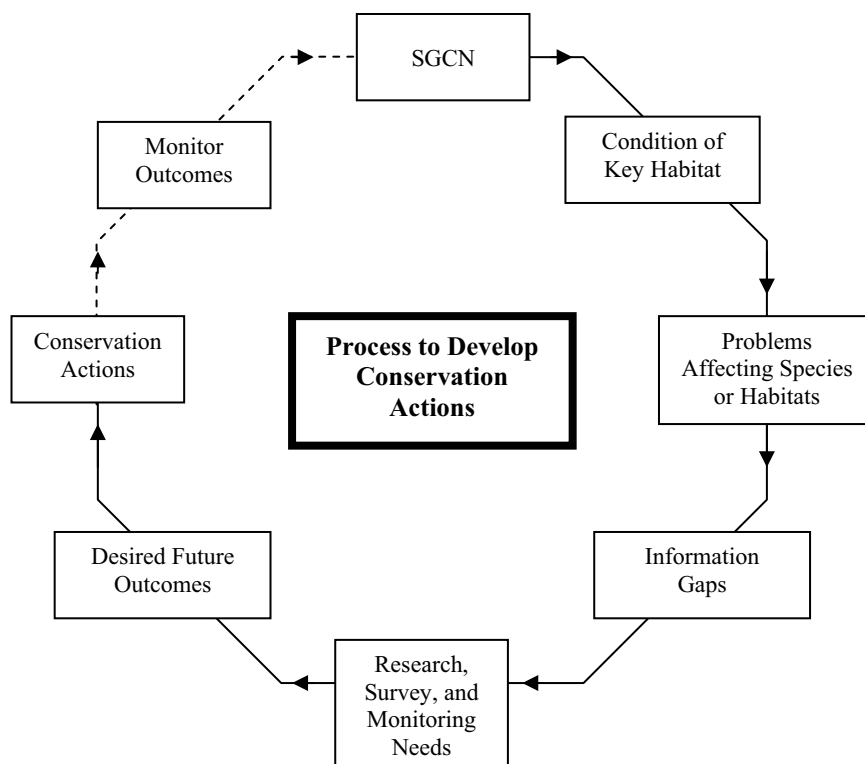 SGCN
Condition of
Key Habitat
Problems
Affecting Species
or Habitats
Information
Gaps
Research,
Survey, and
Monitoring
Needs
Desired Future
Outcomes
Conservation
Actions
Monitor
Outcomes
Process to Develop
Conservation
Actions